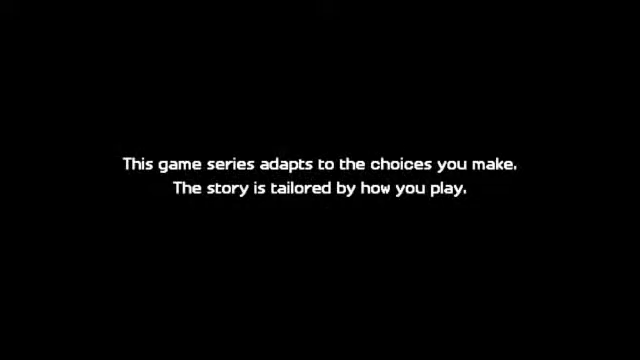 This game series adapts to the choices you make.
The story is tailored by how you play.